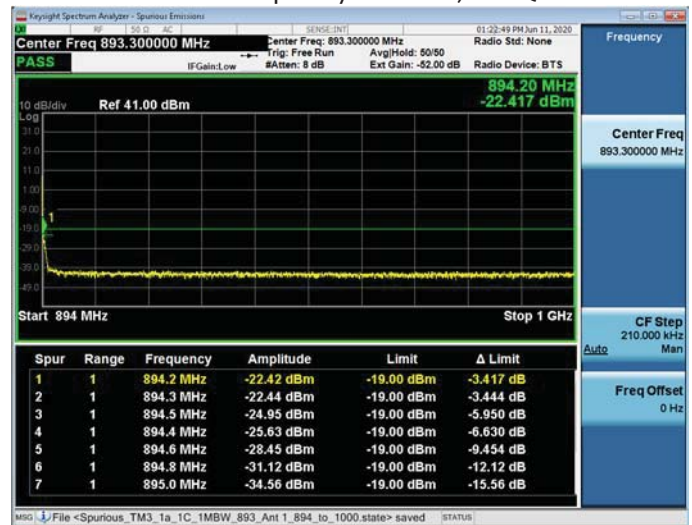 Keysight Spectrum Analyzer - Spurious Emissions
RF 50 Ω AC SENSE:INT 01:22:49 PM Jun 11, 2020
Center Freq 893.300000 MHz
Center Freq: 893.300000 MHz
Radio Std: None
PASS
Trig: Free Run Avg|Hold: 50/50
IFGain:Low #Atten: 8 dB Ext Gain: -52.00 dB Radio Device: BTS
894.20 MHz
-22.417 dBm
10 dB/div Ref 41.00 dBm
Log
31.0
21.0
11.0
1.00
-9.00
1
-19.0
-29.0
-39.0
-49.0
Start 894 MHz Stop 1 GHz
Spur Range Frequency Amplitude Limit Δ Limit
1 1 894.2 MHz -22.42 dBm -19.00 dBm -3.417 dB
2 1 894.3 MHz -22.44 dBm -19.00 dBm -3.444 dB
3 1 894.5 MHz -24.95 dBm -19.00 dBm -5.950 dB
4 1 894.4 MHz -25.63 dBm -19.00 dBm -6.630 dB
5 1 894.6 MHz -28.45 dBm -19.00 dBm -9.454 dB
6 1 894.8 MHz -31.12 dBm -19.00 dBm -12.12 dB
7 1 895.0 MHz -34.56 dBm -19.00 dBm -15.56 dB
MSG File <Spurious_TM3_1a_1C_1MBW_893_Ant 1_894_to_1000.state> saved STATUS
Frequency
Center Freq
893.300000 MHz
CF Step
210.000 kHz
Auto Man
Freq Offset
0 Hz